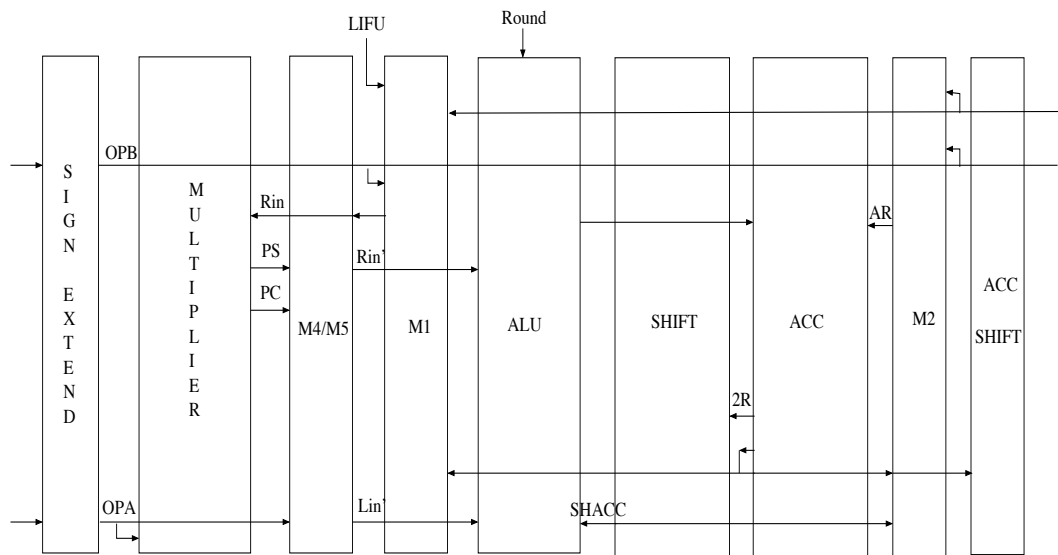 LIFU
Round
OPB
SIGN EXTEND
MULTIPLIER
Rin
PS
PC
Rin'
M4/M5
M1
ALU
SHIFT
ACC
AR
M2
ACC
SHIFT
2R
OPA
Lin'
SHACC